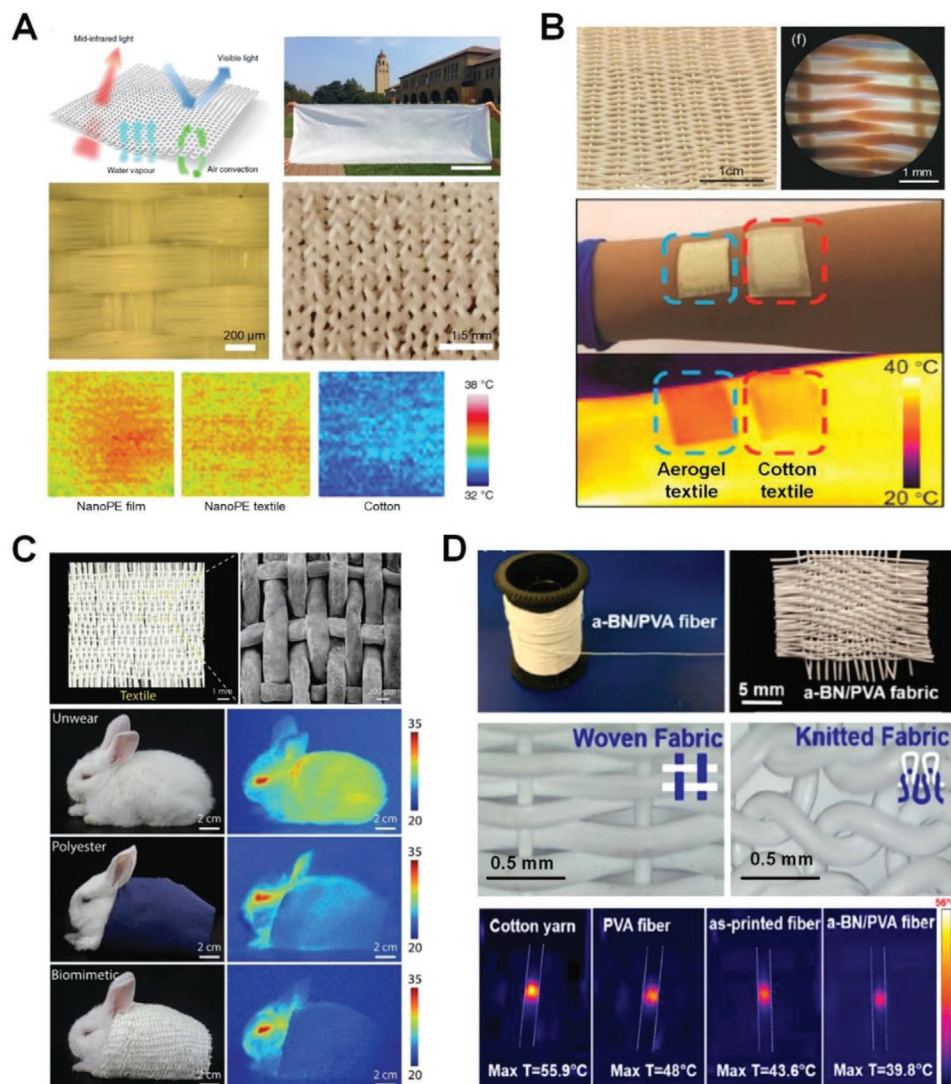 A
Mid-infrared light
Visible light
Water vapour
Air convection
200 μm
1.5 mm
38 °C
32 °C
NanoPE film
NanoPE textile
Cotton
B
(f)
1cm
1 mm
40 °C
Aerogel
textile
Cotton
textile
20 °C
C
Textile
1 mm
200 μm
Unwear
2 cm
2 cm
35
20
Polyester
2 cm
2 cm
35
20
Biomimetic
2 cm
2 cm
35
20
D
a-BN/PVA fiber
5 mm
a-BN/PVA fabric
Woven Fabric
0.5 mm
Knitted Fabric
0.5 mm
56°C
Cotton yarn
PVA fiber
as-printed fiber
a-BN/PVA fiber
Max T=55.9°C
Max T=48°C
Max T=43.6°C
Max T=39.8°C